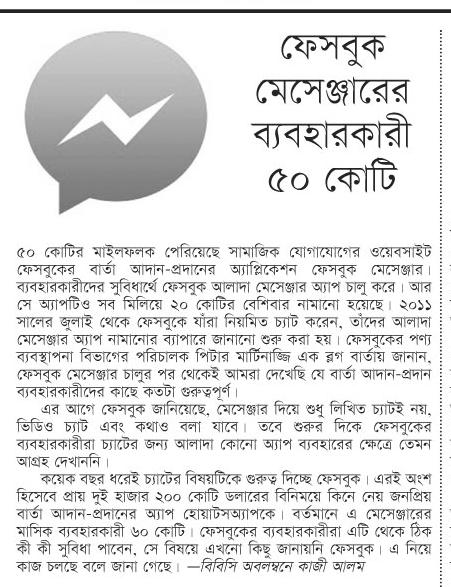 ফেসবুক
মেসেঞ্জারের
ব্যবহারকারী
৫০ কোটি
৫০ কোটির মাইলফলক পেরিয়েছে সামাজিক যোগাযোগের ওয়েবসাইট
ফেসবুকের বার্তা আদান-প্রদানের অ্যাপ্লিকেশন ফেসবুক মেসেঞ্জার।
ব্যবহারকারীদের সুবিধার্থে ফেসবুক আলাদা মেসেঞ্জার অ্যাপ চালু করে। আর
সে অ্যাপটিও সব মিলিয়ে ২০ কোটির বেশিবার নামানো হয়েছে। ২০১১
সালের জুলাই থেকে ফেসবুকে যাঁরা নিয়মিত চ্যাট করেন, তাঁদের আলাদা
মেসেঞ্জার অ্যাপ নামানোর ব্যাপারে জানানো শুরু করা হয়। ফেসবুকের পণ্য
ব্যবস্থাপনা বিভাগের পরিচালক পিটার মার্টিনাজ্জি এক ব্লগ বার্তায় জানান,
ফেসবুক মেসেঞ্জার চালুর পর থেকেই আমরা দেখেছি যে বার্তা আদান-প্রদান
ব্যবহারকারীদের কাছে কতটা গুরুত্বপূর্ণ।
এর আগে ফেসবুক জানিয়েছে, মেসেঞ্জার দিয়ে শুধু লিখিত চ্যাটই নয়,
ভিডিও চ্যাট এবং কথাও বলা যাবে। তবে শুরুর দিকে ফেসবুকের
ব্যবহারকারীরা চ্যাটের জন্য আলাদা কোনো অ্যাপ ব্যবহারের ক্ষেত্রে তেমন
আগ্রহ দেখাননি।
কয়েক বছর ধরেই চ্যাটের বিষয়টিকে গুরুত্ব দিচ্ছে ফেসবুক। এরই অংশ
হিসেবে প্রায় দুই হাজার ২০০ কোটি ডলারের বিনিময়ে কিনে নেয় জনপ্রিয়
বার্তা আদান-প্রদানের অ্যাপ হোয়াটসঅ্যাপকে। বর্তমানে এ মেসেঞ্জারের
মাসিক ব্যবহারকারী ৬০ কোটি। ফেসবুকের ব্যবহারকারীরা এটি থেকে ঠিক
কী কী সুবিধা পাবেন, সে বিষয়ে এখনো কিছু জানায়নি ফেসবুক। এ নিয়ে
কাজ চলছে বলে জানা গেছে। —বিবিসি অবলম্বনে কাজী আলম